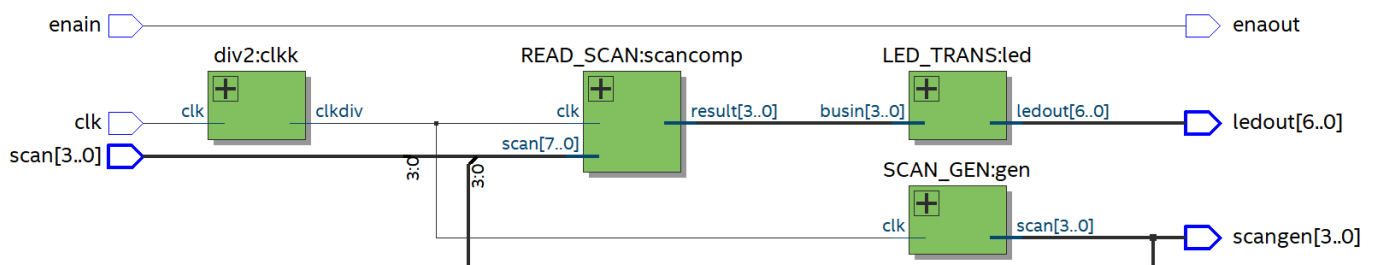 enain
enaout
div2:clkk
READ_SCAN:scancomp
LED_TRANS:led
clk
clk
clkdiv
clk
result[3..0]
busin[3..0]
ledout[6..0]
ledout[6..0]
scan[3..0]
scan[7..0]
3:0
3:0
SCAN_GEN:gen
clk
scan[3..0]
scangen[3..0]